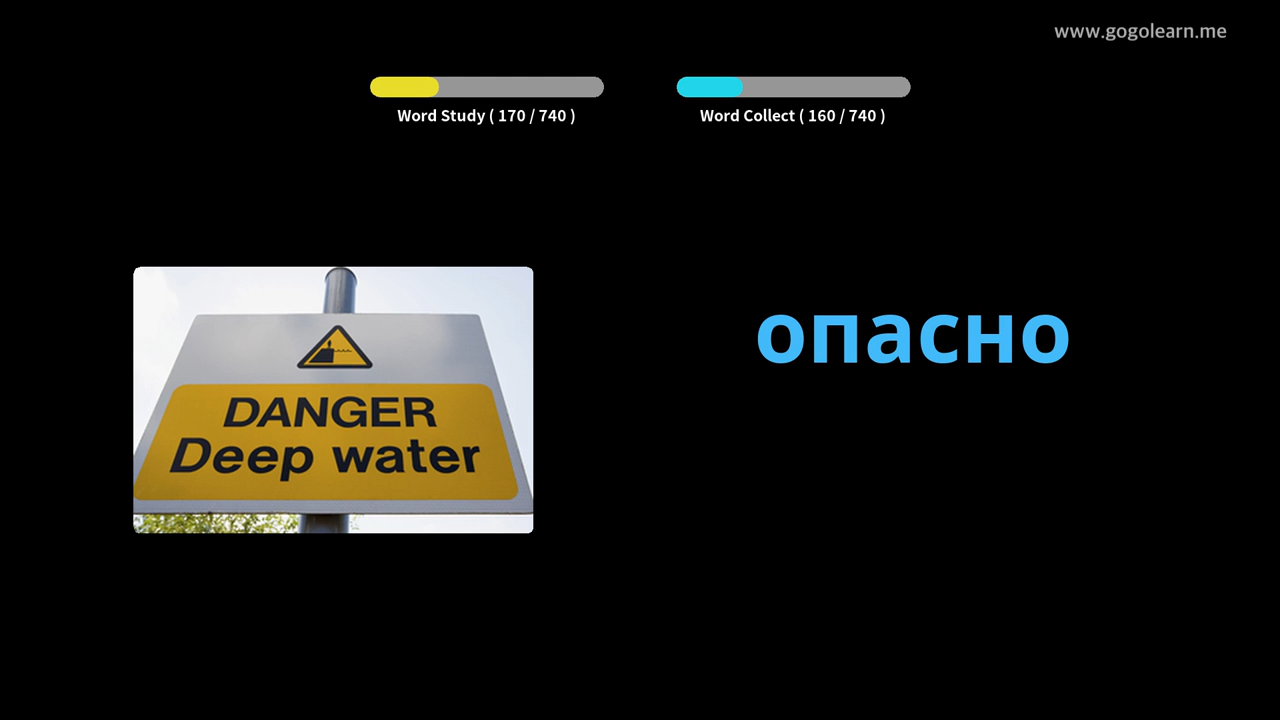 www.gogolearn.me
Word Study ( 170 / 740 )
Word Collect ( 160 / 740 )
опасно
DANGER
Deep water